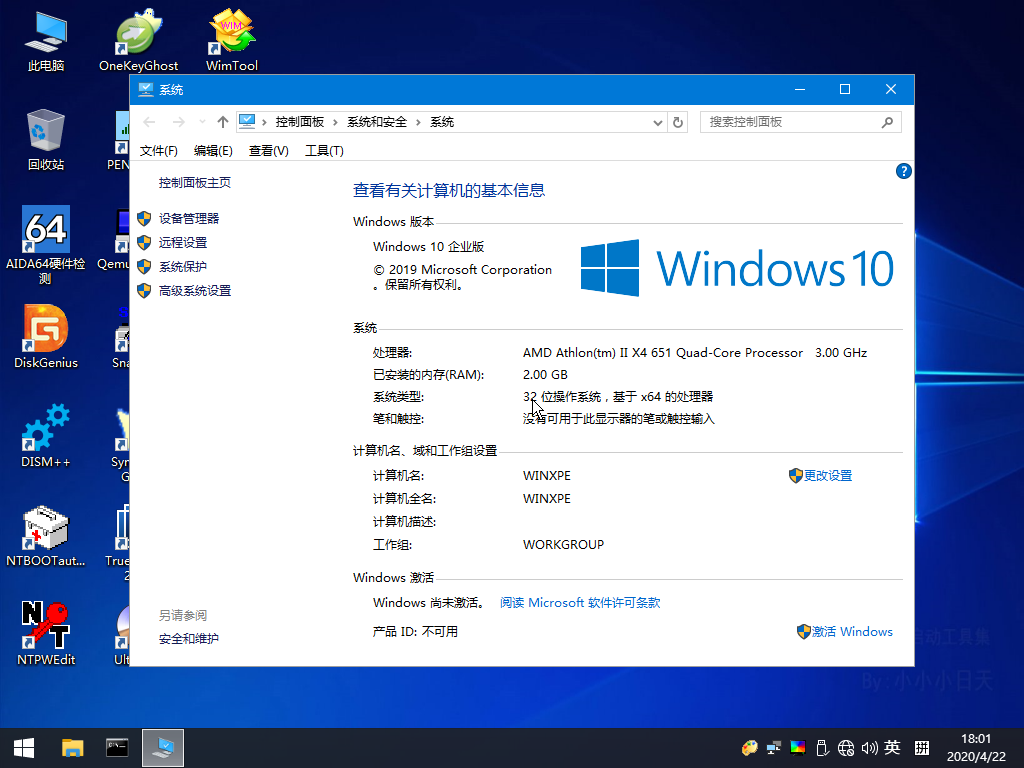 此电脑
OneKeyGhost
WimTool
WIM
回收站
PEN
64
AIDA64硬件检
测
Qemu
DiskGenius
Sna
DISM++
Syn
G
NTBOOTaut...
True
2
NT
NTPWEdit
Ult
系统
控制面板
系统和安全
系统
搜索控制面板
文件(F) 编辑(E) 查看(V) 工具(T)
控制面板主页
设备管理器
远程设置
系统保护
高级系统设置
另请参阅
安全和维护
查看有关计算机的基本信息
Windows 版本
Windows 10 企业版
© 2019 Microsoft Corporation
。保留所有权利。
Windows 10
系统
处理器: AMD Athlon(tm) II X4 651 Quad-Core Processor 3.00 GHz
已安装的内存(RAM): 2.00 GB
系统类型: 32 位操作系统，基于 x64 的处理器
笔和触控: 没有可用于此显示器的笔或触控输入
计算机名、域和工作组设置
计算机名: WINXPE
更改设置
计算机全名: WINXPE
计算机描述:
工作组: WORKGROUP
Windows 激活
Windows 尚未激活。 阅读 Microsoft 软件许可条款
产品 ID: 不可用
激活 Windows
动工具集
By: 小小小日天
英 拼
18:01
2020/4/22